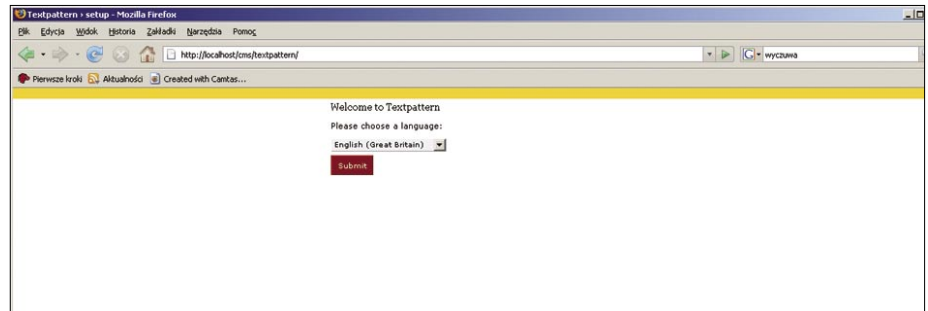 Textpattern › setup - Mozilla Firefox
Plik Edycja Widok Historia Zakładki Narzędzia Pomoc
http://localhost/cms/textpattern/ G wyczuwa
Pierwsze kroki Aktualności Created with Camtas...
Welcome to Textpattern
Please choose a language:
English (Great Britain)
Submit